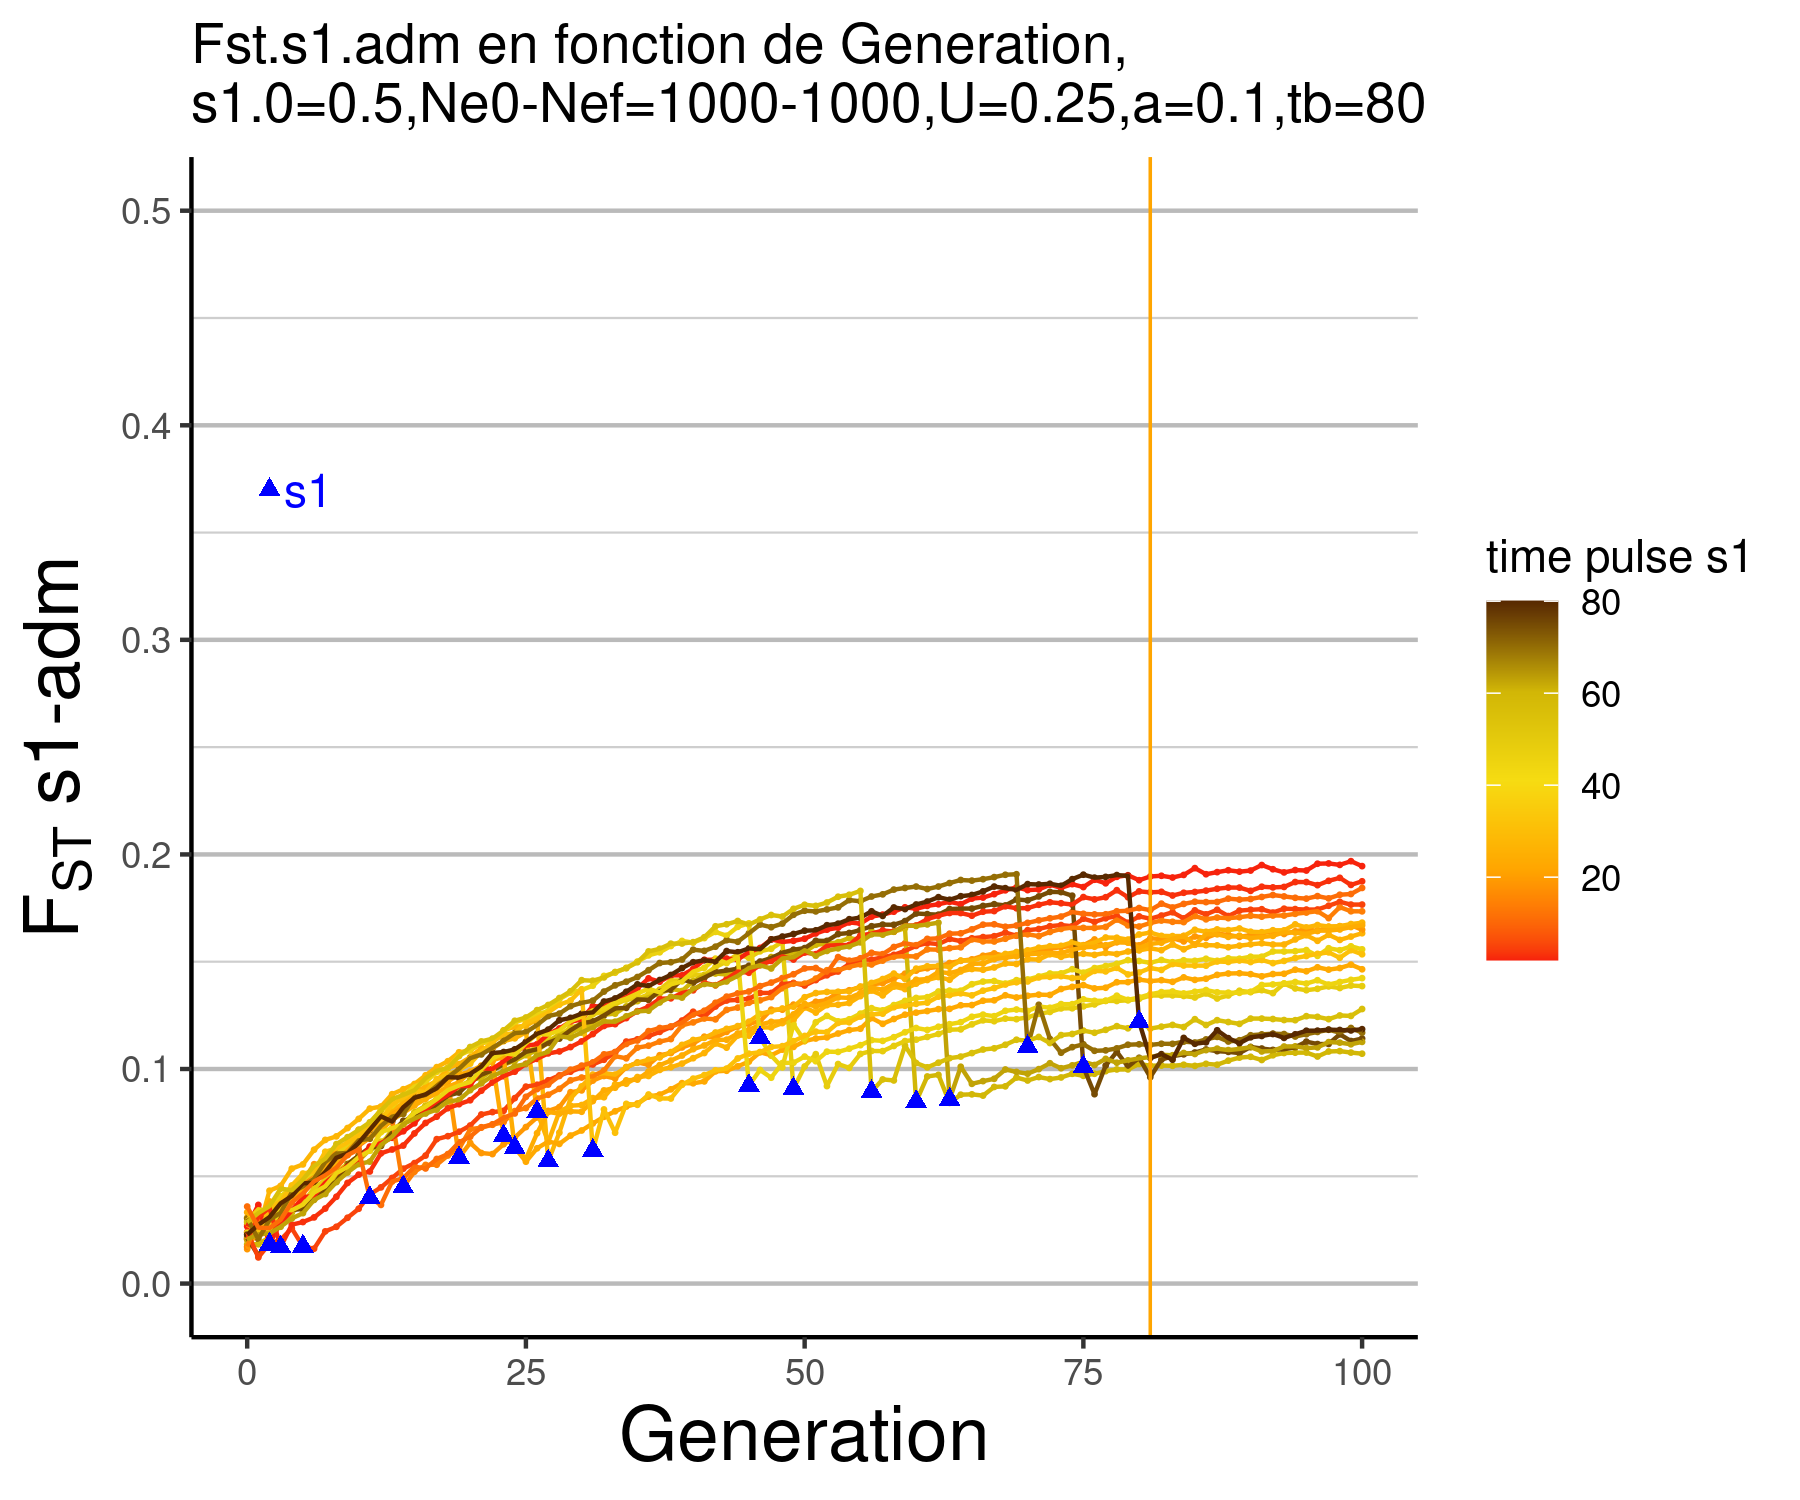 Fst.s1.adm en fonction de Generation,
s1.0=0.5,Ne0-Nef=1000-1000,U=0.25,a=0.1,tb=80
0.5
0.4
0.3
0.2
0.1
0.0
FST s1-adm
s1
0 25 50 75 100
Generation
time pulse s1
80
60
40
20